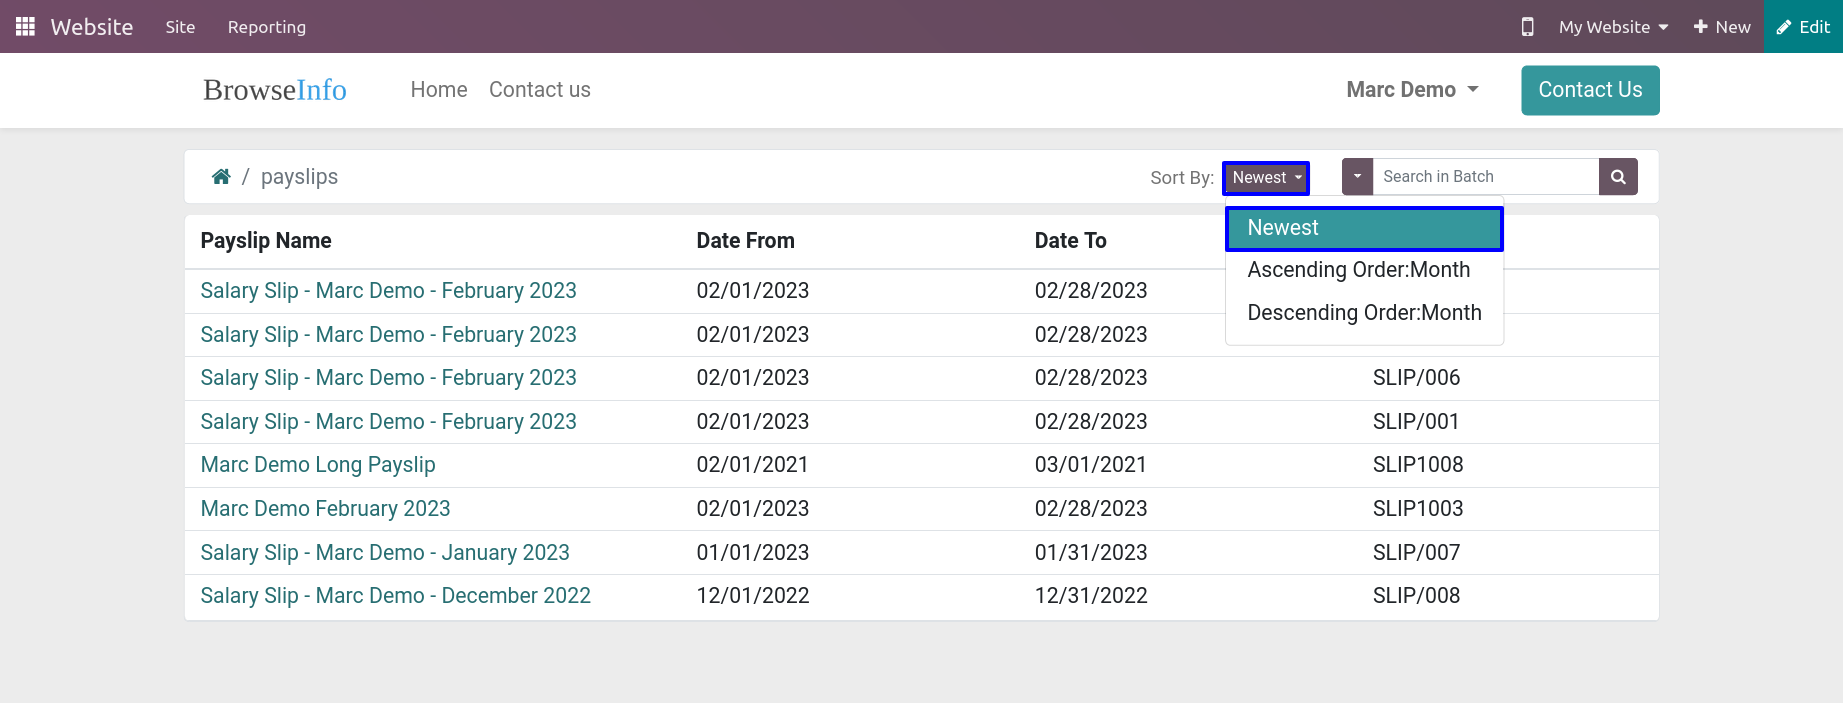 Website Site Reporting My Website New Edit
BrowseInfo Home Contact us Marc Demo Contact Us
/ payslips Sort By: Newest Search in Batch
Newest
Ascending Order:Month
Descending Order:Month
Payslip Name Date From Date To
Salary Slip - Marc Demo - February 2023 02/01/2023 02/28/2023
Salary Slip - Marc Demo - February 2023 02/01/2023 02/28/2023
Salary Slip - Marc Demo - February 2023 02/01/2023 02/28/2023 SLIP/006
Salary Slip - Marc Demo - February 2023 02/01/2023 02/28/2023 SLIP/001
Marc Demo Long Payslip 02/01/2021 03/01/2021 SLIP1008
Marc Demo February 2023 02/01/2023 02/28/2023 SLIP1003
Salary Slip - Marc Demo - January 2023 01/01/2023 01/31/2023 SLIP/007
Salary Slip - Marc Demo - December 2022 12/01/2022 12/31/2022 SLIP/008